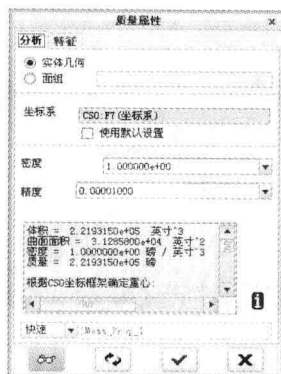 质量属性
分析 特征
实体几何
面组
坐标系 CS0:F7(坐标系)
使用默认设置
密度 1.000000e+00
精度 0.00001000
体积 = 2.2193150e+05 英寸^3
曲面面积 = 3.1285000e+04 英寸^2
密度 = 1.0000000e+00 磅 / 英寸^3
质量 = 2.2193150e+05 磅
根据CS0坐标框架确定重心:
快速 Mass_Prop_1